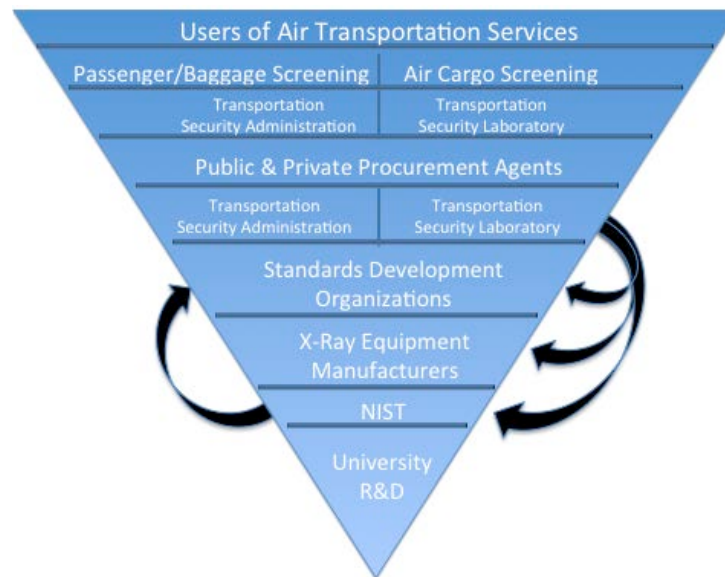 Users of Air Transportation Services
Passenger/Baggage Screening
Air Cargo Screening
Transportation
Security Administration
Transportation
Security Laboratory
Public & Private Procurement Agents
Transportation
Security Administration
Transportation
Security Laboratory
Standards Development
Organizations
X-Ray Equipment
Manufacturers
NIST
University
R&D